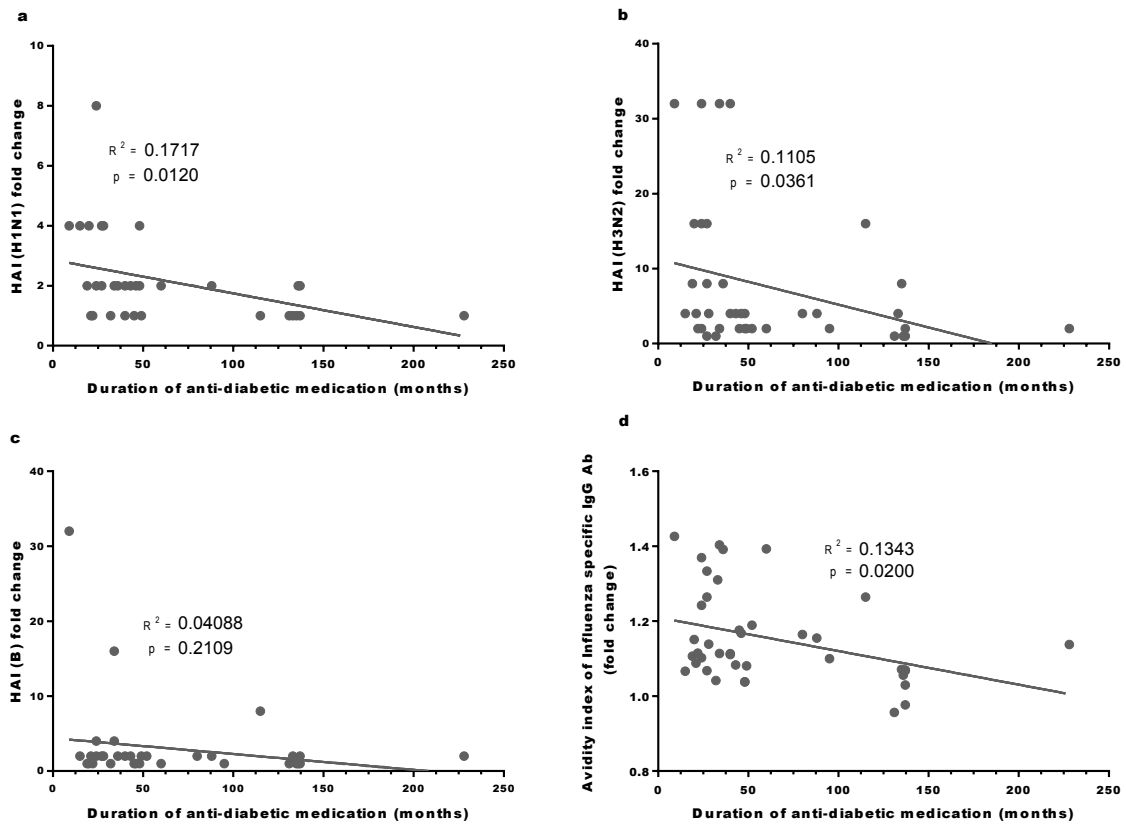 a
HAI (H1N1) fold change
10
8
6
4
2
0
R² = 0.1717
p = 0.0120
0 50 100 150 200 250
Duration of anti-diabetic medication (months)
b
HAI (H3N2) fold change
40
30
20
10
0
R² = 0.1105
p = 0.0361
0 50 100 150 200 250
Duration of anti-diabetic medication (months)
c
HAI (B) fold change
40
30
20
10
0
R² = 0.04088
p = 0.2109
0 50 100 150 200 250
Duration of anti-diabetic medication (months)
d
Avidity index of Influenza specific IgG Ab
(fold change)
1.6
1.4
1.2
1.0
0.8
R² = 0.1343
p = 0.0200
0 50 100 150 200 250
Duration of anti-diabetic medication (months)